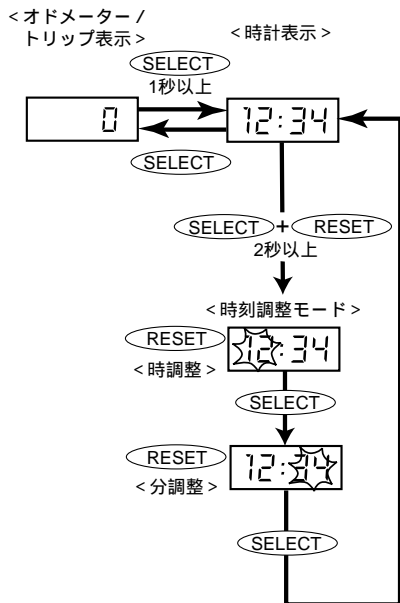 <オドメーター/
トリップ表示>
<時計表示>
SELECT
1秒以上
0
12:34
SELECT
SELECT + RESET
2秒以上
<時刻調整モード>
RESET
12:34
<時調整>
SELECT
RESET
12:34
<分調整>
SELECT